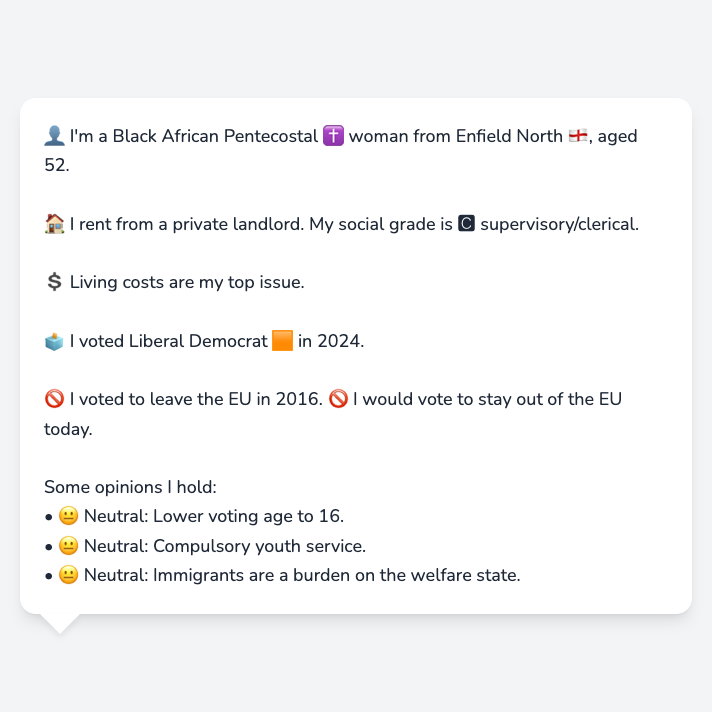 👤 I'm a Black African Pentecostal ✝️ woman from Enfield North 🏴󠁧󠁢󠁥󠁮󠁧󠁿, aged
52.
🏠 I rent from a private landlord. My social grade is 🅲 supervisory/clerical.
💲 Living costs are my top issue.
🗳️ I voted Liberal Democrat 🟧 in 2024.
🚫 I voted to leave the EU in 2016. 🚫 I would vote to stay out of the EU
today.
Some opinions I hold:
• 😐 Neutral: Lower voting age to 16.
• 😐 Neutral: Compulsory youth service.
• 😐 Neutral: Immigrants are a burden on the welfare state.